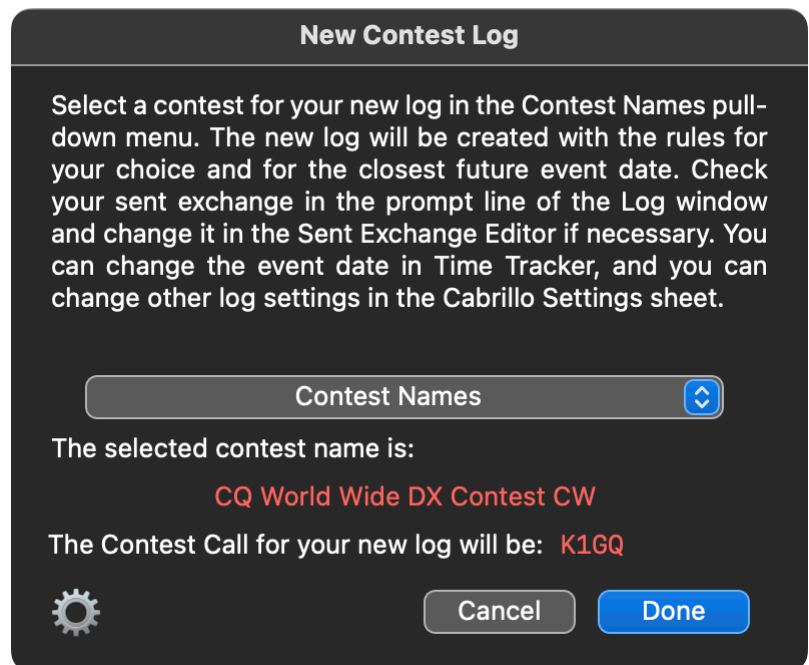 New Contest Log
Select a contest for your new log in the Contest Names pull-
down menu. The new log will be created with the rules for
your choice and for the closest future event date. Check
your sent exchange in the prompt line of the Log window
and change it in the Sent Exchange Editor if necessary. You
can change the event date in Time Tracker, and you can
change other log settings in the Cabrillo Settings sheet.
Contest Names
The selected contest name is:
CQ World Wide DX Contest CW
The Contest Call for your new log will be: K1GQ
Cancel Done